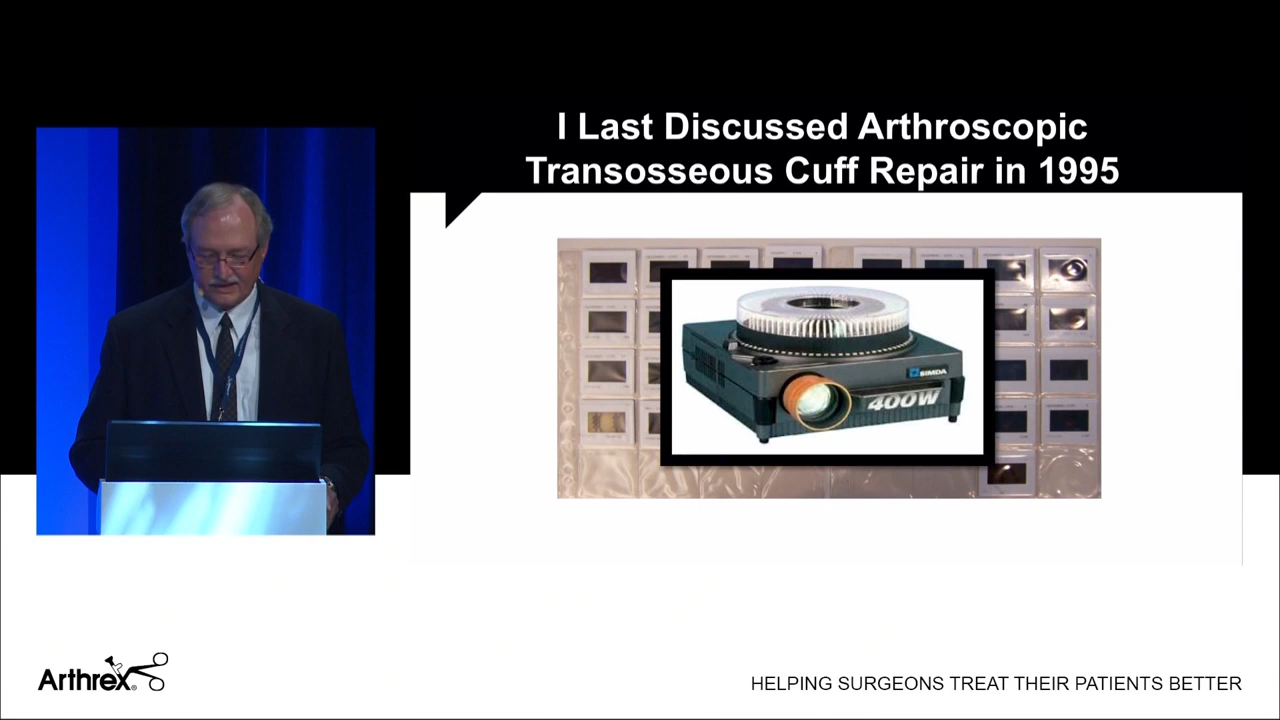 I Last Discussed Arthroscopic
Transosseous Cuff Repair in 1995
SIMDA
400W
Arthrex®
HELPING SURGEONS TREAT THEIR PATIENTS BETTER